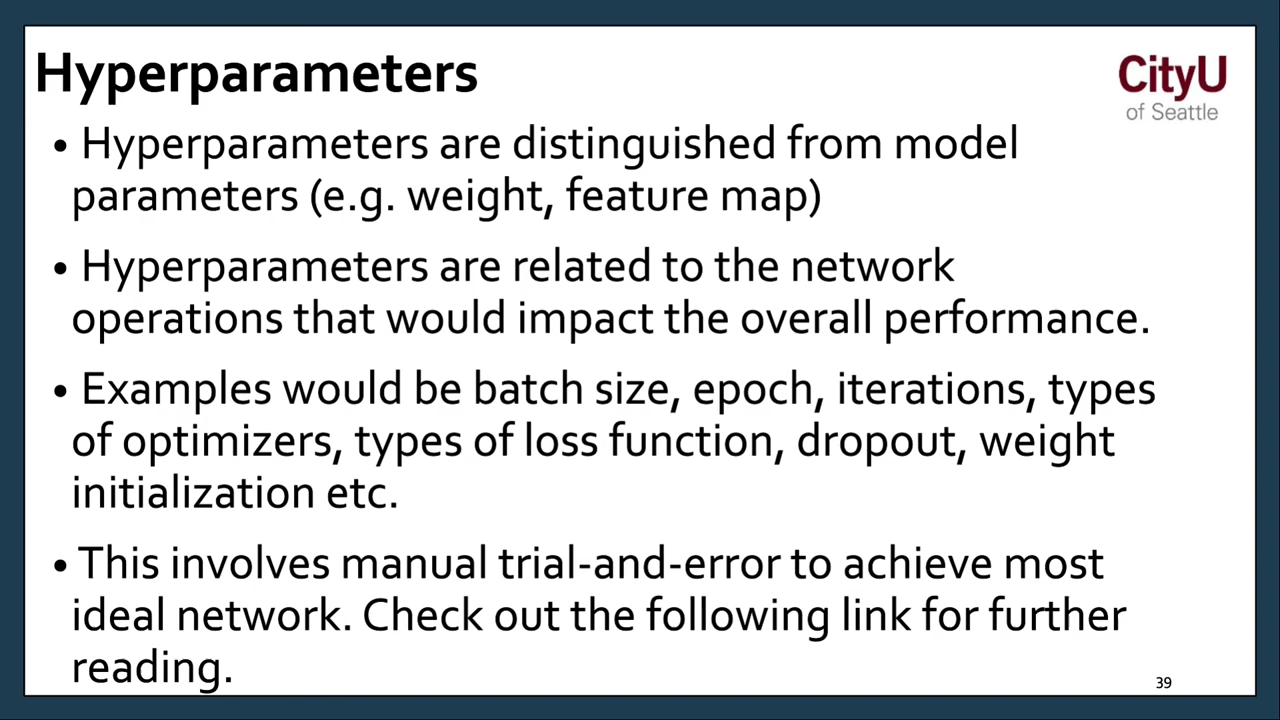 Hyperparameters
CityU
of Seattle
• Hyperparameters are distinguished from model
parameters (e.g. weight, feature map)
• Hyperparameters are related to the network
operations that would impact the overall performance.
• Examples would be batch size, epoch, iterations, types
of optimizers, types of loss function, dropout, weight
initialization etc.
• This involves manual trial-and-error to achieve most
ideal network. Check out the following link for further
reading.
39